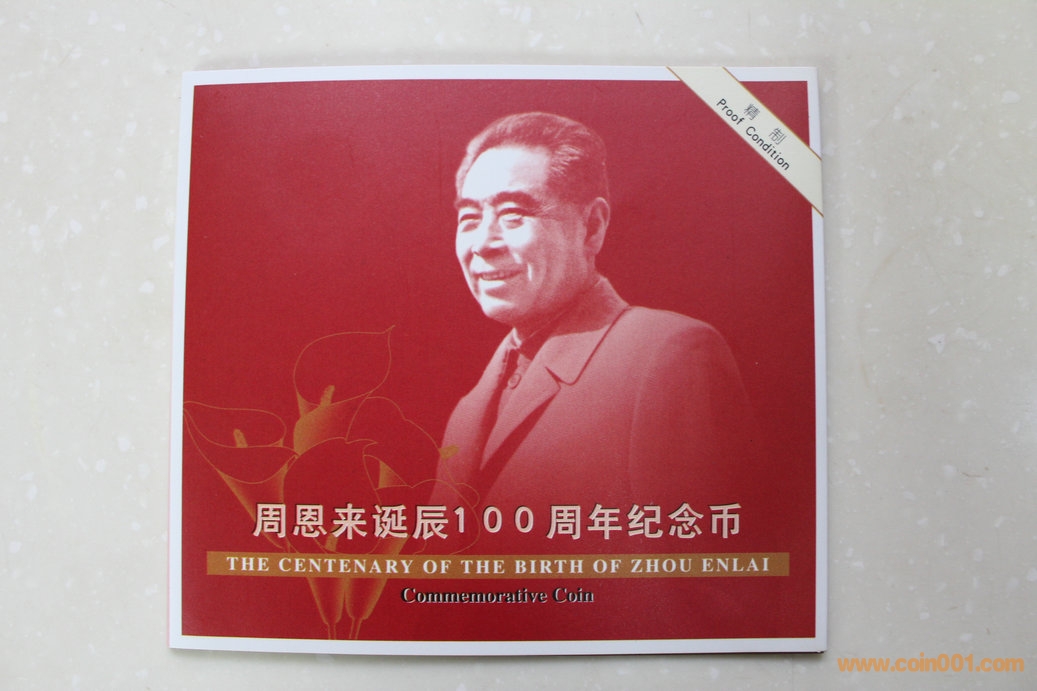 精制
Proof Condition
周恩来诞辰100周年纪念币
THE CENTENARY OF THE BIRTH OF ZHOU ENLAI
Commemorative Coin
www.coin001.com